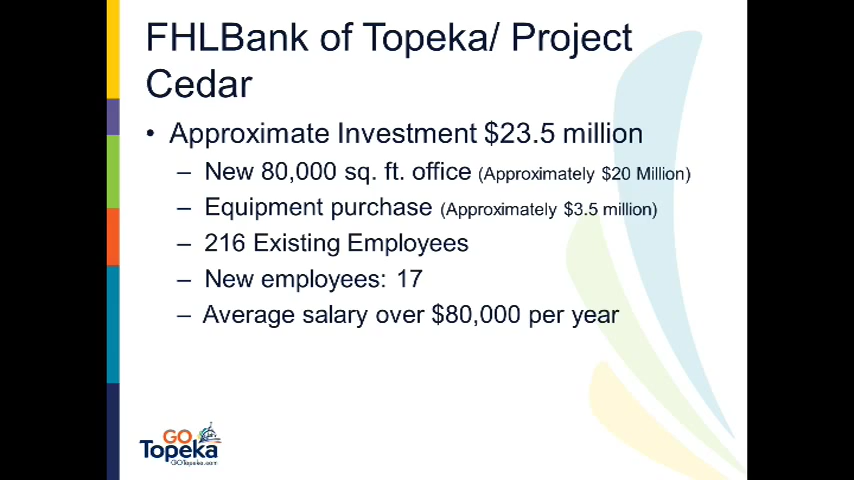 FHLBank of Topeka/ Project
Cedar
• Approximate Investment $23.5 million
– New 80,000 sq. ft. office (Approximately $20 Million)
– Equipment purchase (Approximately $3.5 million)
– 216 Existing Employees
– New employees: 17
– Average salary over $80,000 per year
GO
Topeka
GOTopeka.com